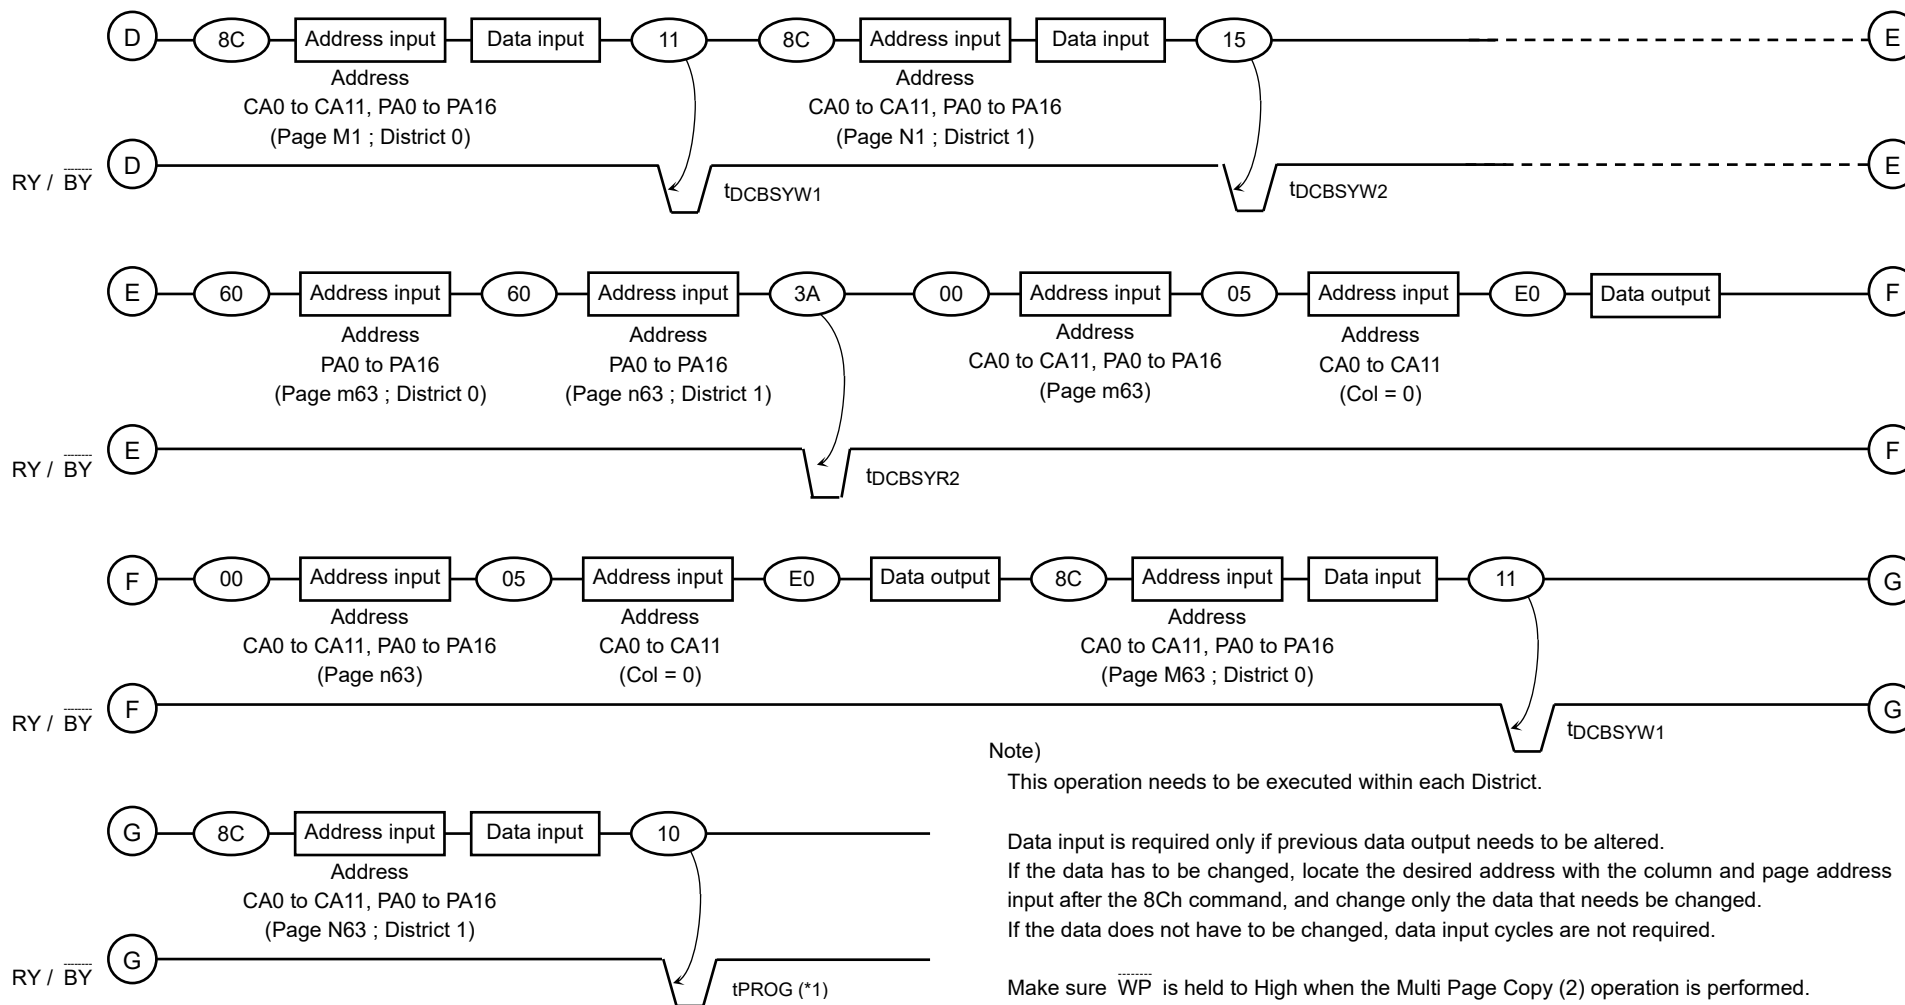 D 8C Address input Data input 11 8C Address input Data input 15 E
Address Address
CA0 to CA11, PA0 to PA16 CA0 to CA11, PA0 to PA16
(Page M1 ; District 0) (Page N1 ; District 1)
RY / BY D tDCBSYW1 tDCBSYW2 E
E 60 Address input 60 Address input 3A 00 Address input 05 Address input E0 Data output F
Address Address Address Address
PA0 to PA16 PA0 to PA16 CA0 to CA11, PA0 to PA16 CA0 to CA11
(Page m63 ; District 0) (Page n63 ; District 1) (Page m63) (Col = 0)
RY / BY E tDCBSYR2 F
F 00 Address input 05 Address input E0 Data output 8C Address input Data input 11 G
Address Address Address
CA0 to CA11, PA0 to PA16 CA0 to CA11 CA0 to CA11, PA0 to PA16
(Page n63) (Col = 0) (Page M63 ; District 0)
RY / BY F tDCBSYW1 G
G 8C Address input Data input 10
Address
CA0 to CA11, PA0 to PA16
(Page N63 ; District 1)
RY / BY G tPROG (*1)
Note)
This operation needs to be executed within each District.
Data input is required only if previous data output needs to be altered.
If the data has to be changed, locate the desired address with the column and page address
input after the 8Ch command, and change only the data that needs be changed.
If the data does not have to be changed, data input cycles are not required.
Make sure WP is held to High when the Multi Page Copy (2) operation is performed.